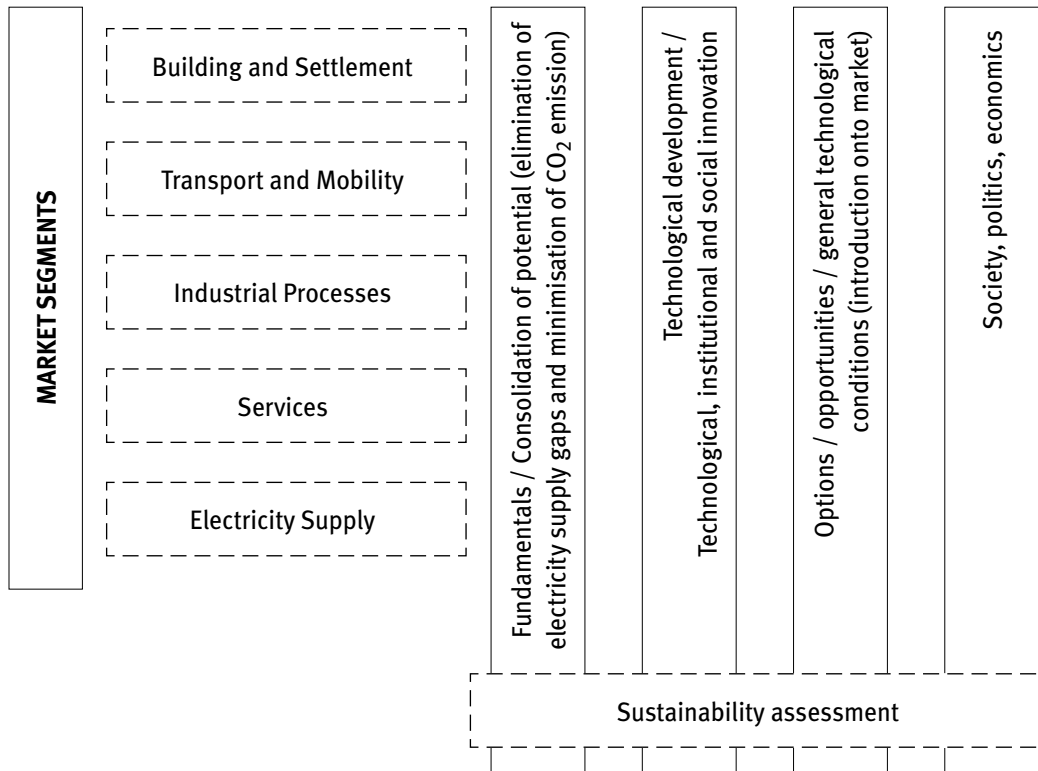 MARKET SEGMENTS
Building and Settlement
Transport and Mobility
Industrial Processes
Services
Electricity Supply
Fundamentals / Consolidation of potential (elimination of
electricity supply gaps and minimisation of CO₂ emission)
Technological development /
Technological, institutional and social innovation
Options / opportunities / general technological
conditions (introduction onto market)
Society, politics, economics
Sustainability assessment